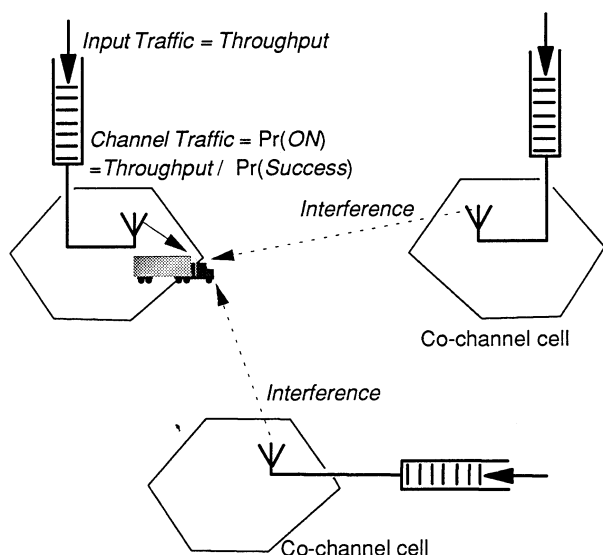 Input Traffic = Throughput
Channel Traffic = Pr(ON)
=Throughput / Pr(Success)
Interference
Co-channel cell
Interference
Co-channel cell